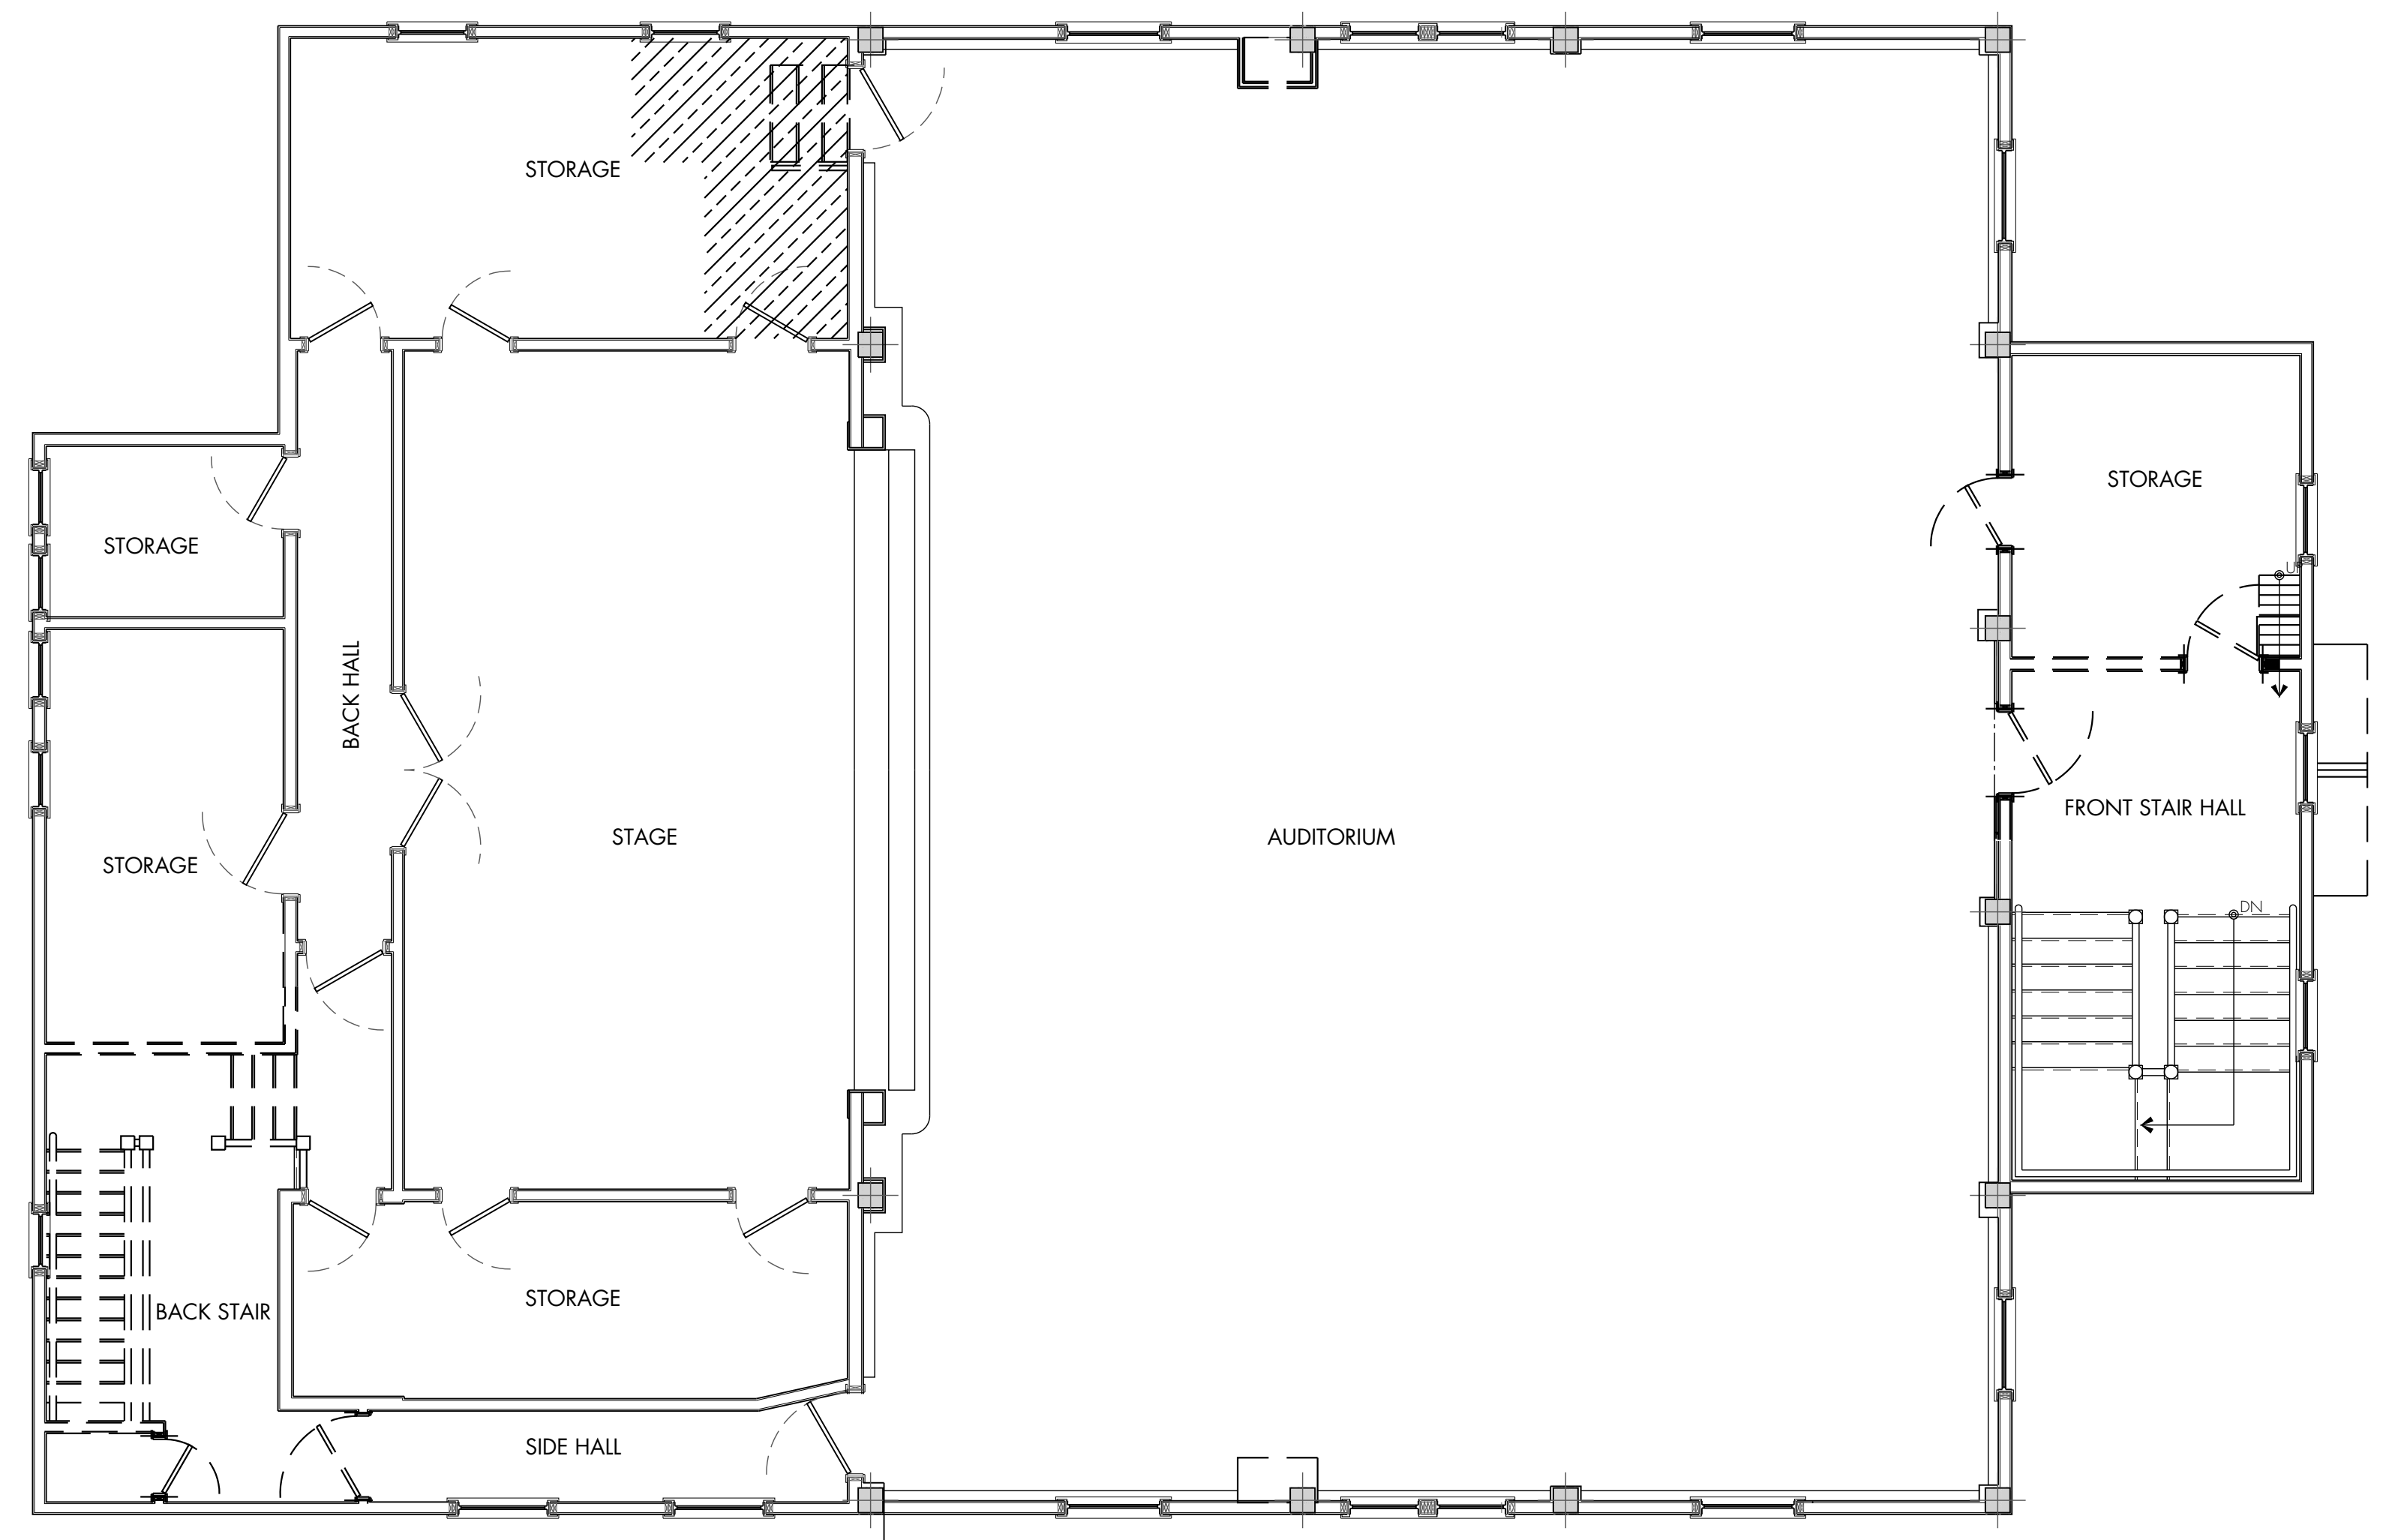 STORAGE
STORAGE
STORAGE
BACK HALL
FRONT STAIR HALL
STAGE
AUDITORIUM
STORAGE
DN
STORAGE
BACK STAIR
SIDE HALL